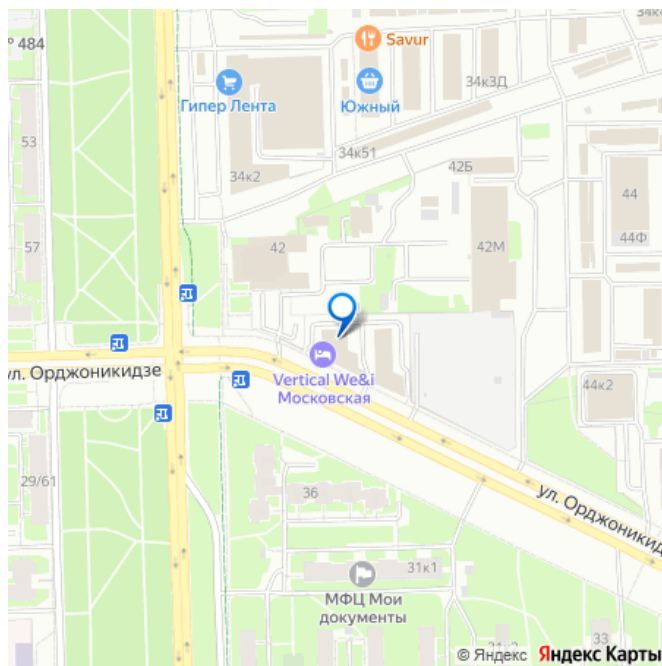 Savur
№ 484
Гипер Лента
Южный
34к3Д
53
34к51
34к2
42Б
44
57
42
42М
44Ф
ул. Орджоникидзе
Vertical We&i
Московская
44к2
29/61
36
ул. Орджоникидз
31к1
МФЦ Мои
документы
33
© Яндекс Яндекс Карты